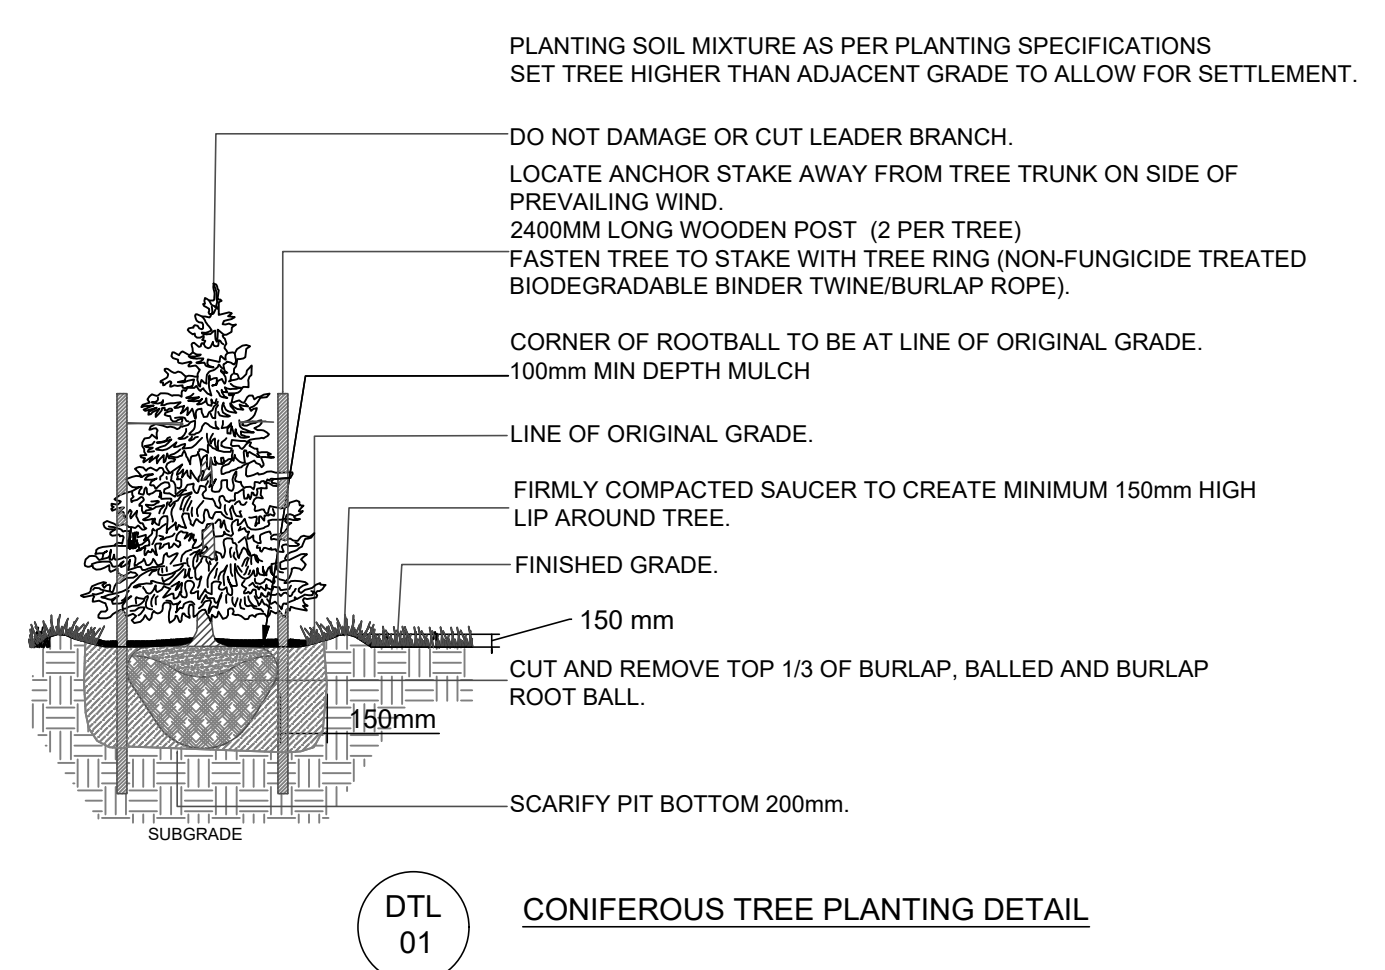 PLANTING SOIL MIXTURE AS PER PLANTING SPECIFICATIONS
SET TREE HIGHER THAN ADJACENT GRADE TO ALLOW FOR SETTLEMENT.
DO NOT DAMAGE OR CUT LEADER BRANCH.
LOCATE ANCHOR STAKE AWAY FROM TREE TRUNK ON SIDE OF
PREVAILING WIND.
2400MM LONG WOODEN POST (2 PER TREE)
FASTEN TREE TO STAKE WITH TREE RING (NON-FUNGICIDE TREATED
BIODEGRADABLE BINDER TWINE/BURLAP ROPE).
CORNER OF ROOTBALL TO BE AT LINE OF ORIGINAL GRADE.
100mm MIN DEPTH MULCH
LINE OF ORIGINAL GRADE.
FIRMLY COMPACTED SAUCER TO CREATE MINIMUM 150mm HIGH
LIP AROUND TREE.
FINISHED GRADE.
150 mm
CUT AND REMOVE TOP 1/3 OF BURLAP, BALLED AND BURLAP
ROOT BALL.
150mm
SCARIFY PIT BOTTOM 200mm.
SUBGRADE
DTL
01
CONIFEROUS TREE PLANTING DETAIL